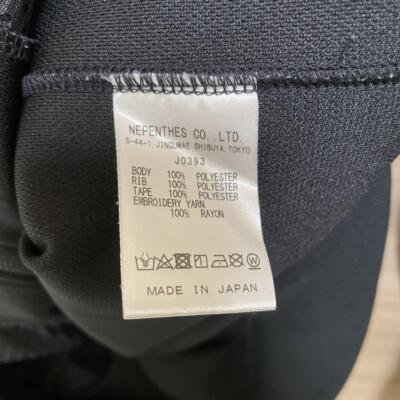 NEPENTHES CO., LTD.
5-44-1, JINGUMAE SHIBUYA, TOKYO
J0393
BODY 100% POLYESTER
RIB 100% POLYESTER
TAPE 100% POLYESTER
EMBROIDERY YARN
100% RAYON
MADE IN JAPAN